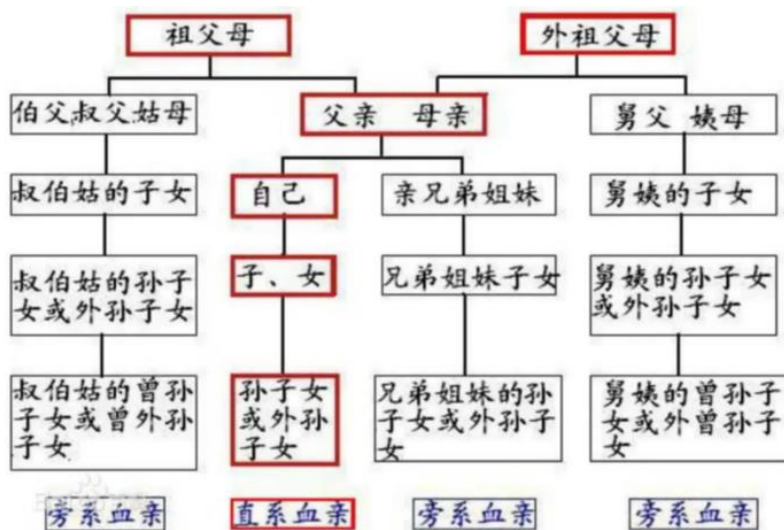 祖父母
外祖父母
伯父,叔父,姑母
父亲 母亲
舅父 姨母
叔伯姑的子女
自己
亲兄弟姐妹
舅姨的子女
叔伯姑的孙子
女或外孙子女
子、女
兄弟姐妹子女
舅姨的孙子女
或外孙子女
叔伯姑的曾孙
子女或曾外孙
子女
孙子女
或外孙
子女
兄弟姐妹的孙
子女或外孙子
女
舅姨的曾孙子
女或外曾孙子
女
旁系血亲
直系血亲
旁系血亲
旁系血亲